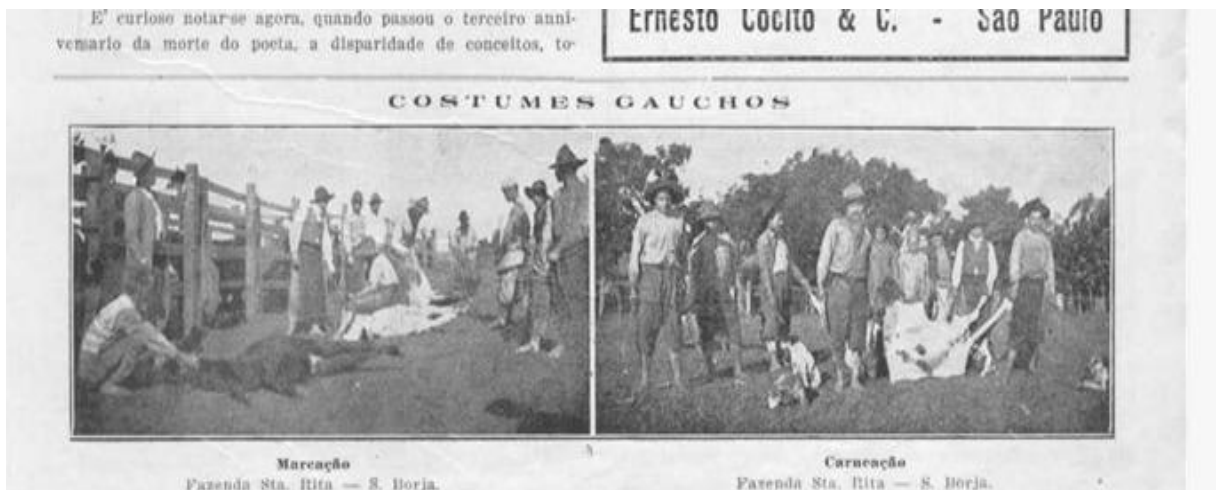 E' curioso notar-se agora, quando passou o terceiro anni-
versario da morte do poeta, a disparidade de conceitos, to-
Ernesto Cocito & C. - São Paulo
COSTUMES GAUCHOS
Marcação
Fazenda Sta. Rita — S. Borja.
Carneação
Fazenda Sta. Rita — S. Borja.